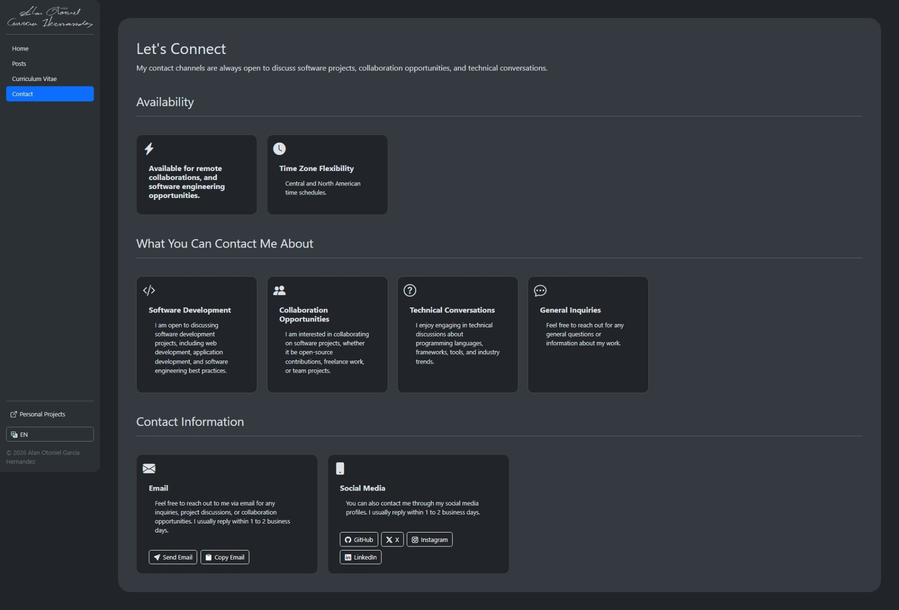 Alan Otoniel
Garcia Hernandez
Home
Posts
Curriculum Vitae
Contact
Personal Projects
EN
© 2026 Alan Otoniel Garcia
Hernandez
Let's Connect
My contact channels are always open to discuss software projects, collaboration opportunities, and technical conversations.
Availability
Available for remote
collaborations, and
software engineering
opportunities.
Time Zone Flexibility
Central and North American
time schedules.
What You Can Contact Me About
Software Development
I am open to discussing
software development
projects, including web
development, application
development, and software
engineering best practices.
Collaboration
Opportunities
I am interested in collaborating
on software projects, whether
it be open-source
contributions, freelance work,
or team projects.
Technical Conversations
I enjoy engaging in technical
discussions about
programming languages,
frameworks, tools, and industry
trends.
General Inquiries
Feel free to reach out for any
general questions or
information about my work.
Contact Information
Email
Feel free to reach out to me via email for any
inquiries, project discussions, or collaboration
opportunities. I usually reply within 1 to 2 business
days.
Send Email
Copy Email
Social Media
You can also contact me through my social media
profiles. I usually reply within 1 to 2 business days.
GitHub
X
Instagram
LinkedIn